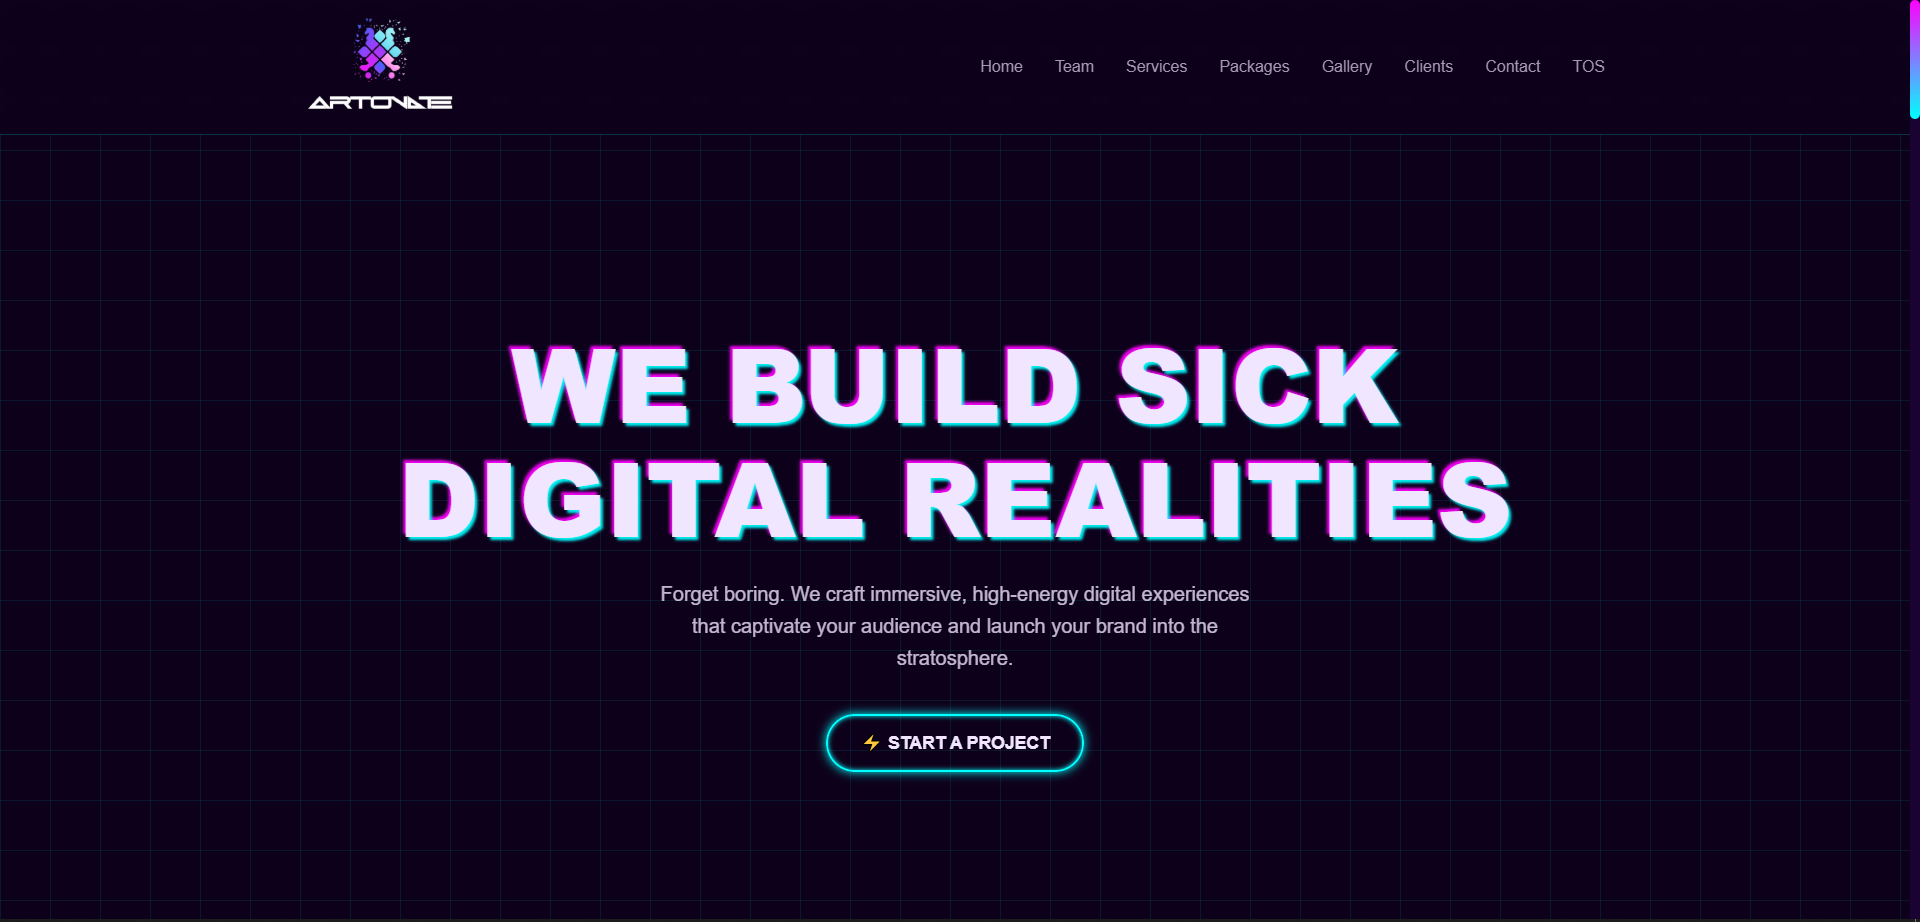 ARTOVATE
Home Team Services Packages Gallery Clients Contact TOS
WE BUILD SICK
DIGITAL REALITIES
Forget boring. We craft immersive, high-energy digital experiences
that captivate your audience and launch your brand into the
stratosphere.
⚡ START A PROJECT